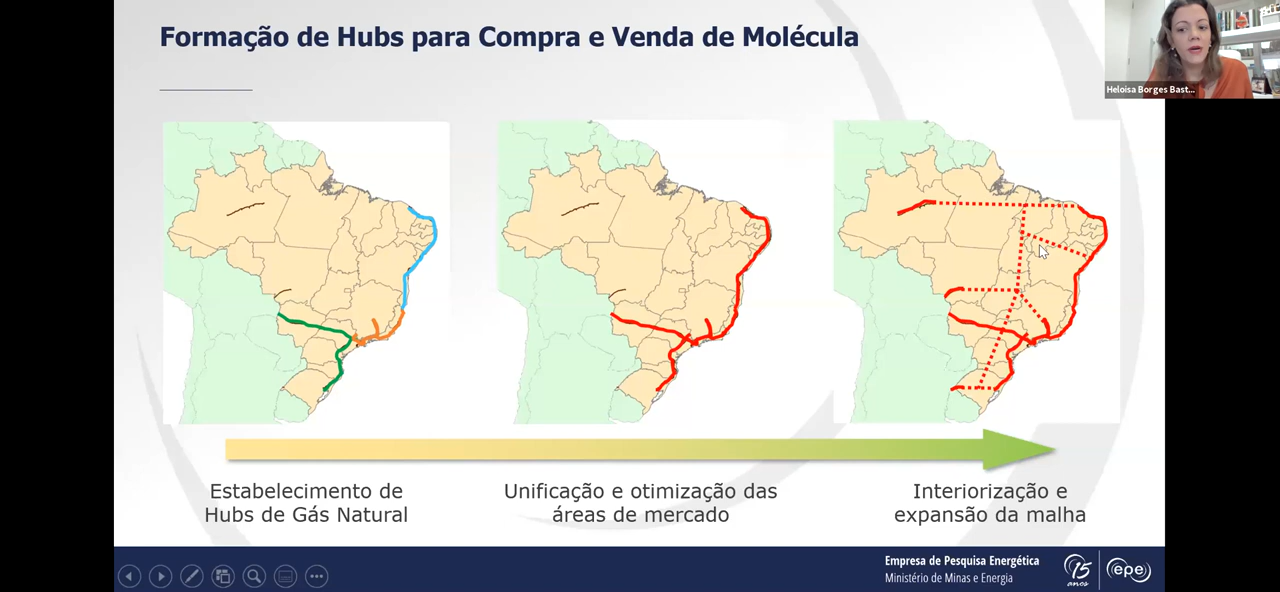 Formação de Hubs para Compra e Venda de Molécula
Heloisa Borges Bast...
Estabelecimento de
Hubs de Gás Natural
Unificação e otimização das
áreas de mercado
Interiorização e
expansão da malha
Empresa de Pesquisa Energética
Ministério de Minas e Energia
15
anos
epe